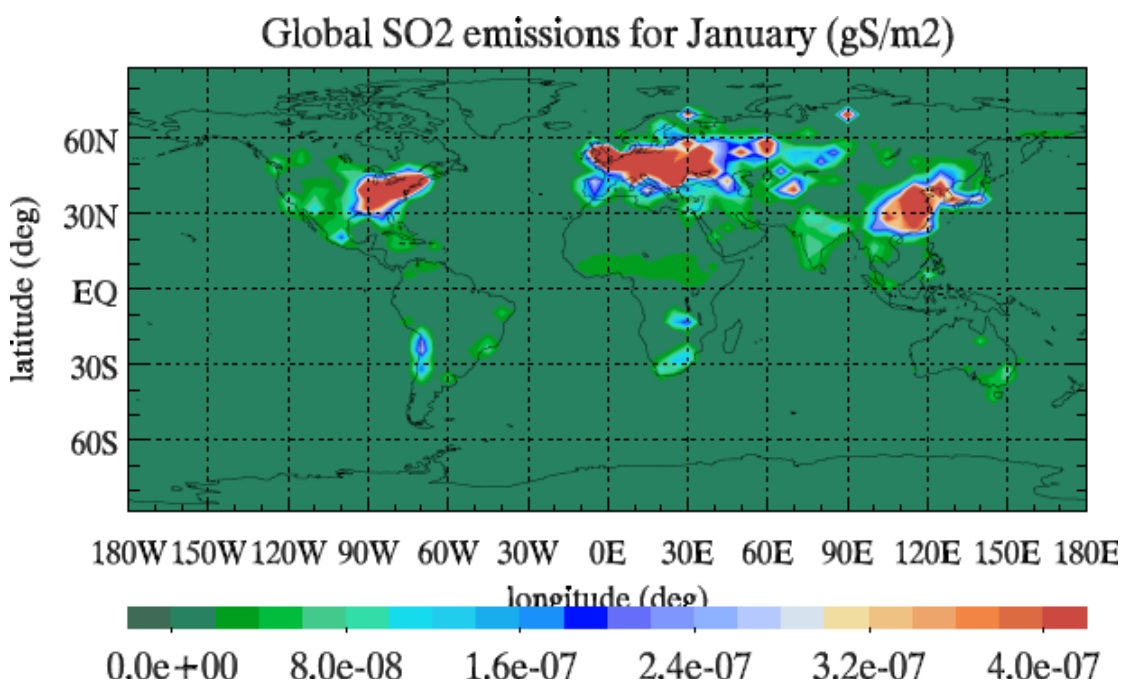 Global SO2 emissions for January (gS/m2)
latitude (deg)
60N
30N
EQ
30S
60S
180W 150W 120W 90W 60W 30W 0E 30E 60E 90E 120E 150E 180E
longitude (deg)
0.0e+00 8.0e-08 1.6e-07 2.4e-07 3.2e-07 4.0e-07